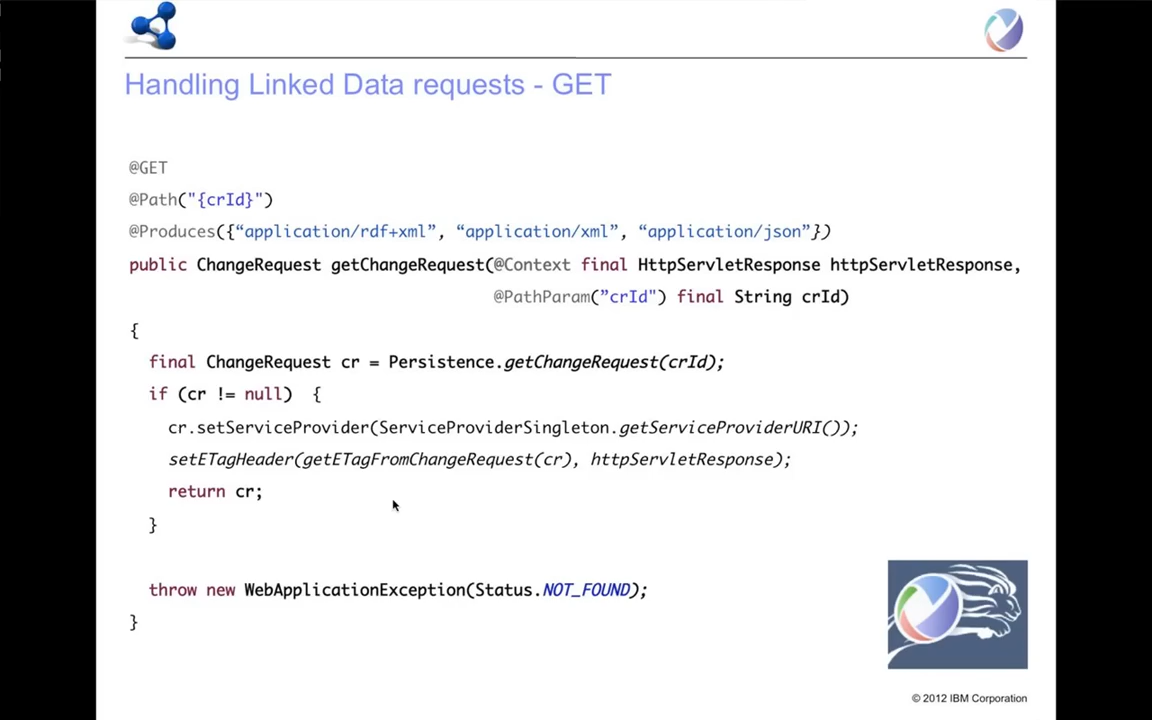 Handling Linked Data requests - GET
@GET
@Path("{crId}")
@Produces({“application/rdf+xml”, “application/xml”, “application/json”})
public ChangeRequest getChangeRequest(@Context final HttpServletResponse httpServletResponse,
@PathParam(”crId") final String crId)
{
final ChangeRequest cr = Persistence.getChangeRequest(crId);
if (cr != null) {
cr.setServiceProvider(ServiceProviderSingleton.getServiceProviderURI());
setETagHeader(getETagFromChangeRequest(cr), httpServletResponse);
return cr;
}
throw new WebApplicationException(Status.NOT_FOUND);
}
© 2012 IBM Corporation